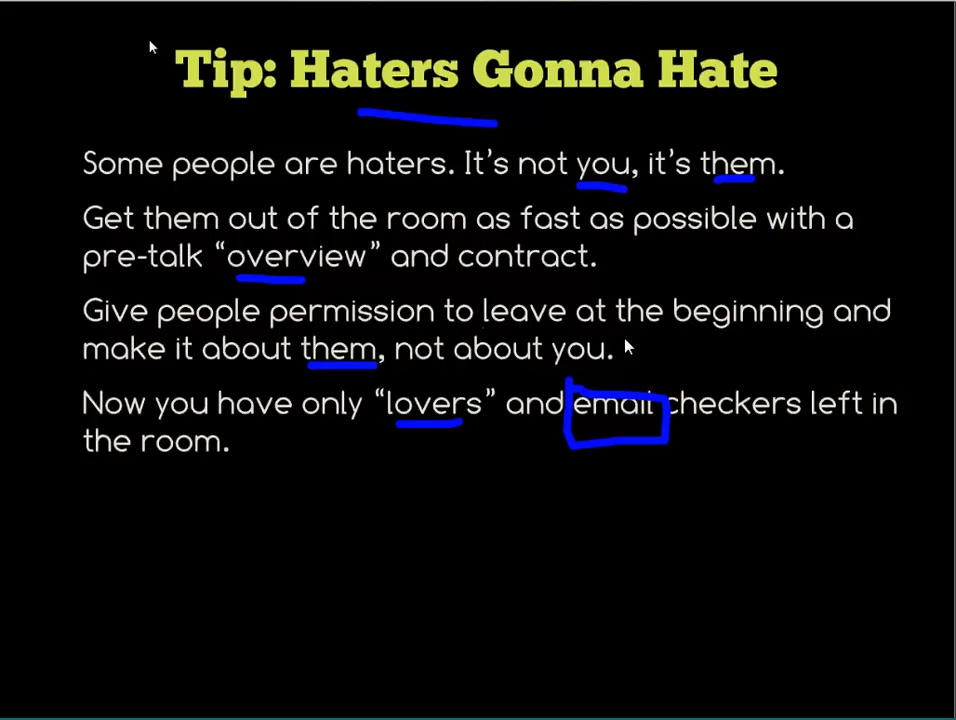 Tip: Haters Gonna Hate
Some people are haters. It's not you, it's them.
Get them out of the room as fast as possible with a
pre-talk “overview” and contract.
Give people permission to leave at the beginning and
make it about them, not about you.
Now you have only “lovers” and email checkers left in
the room.